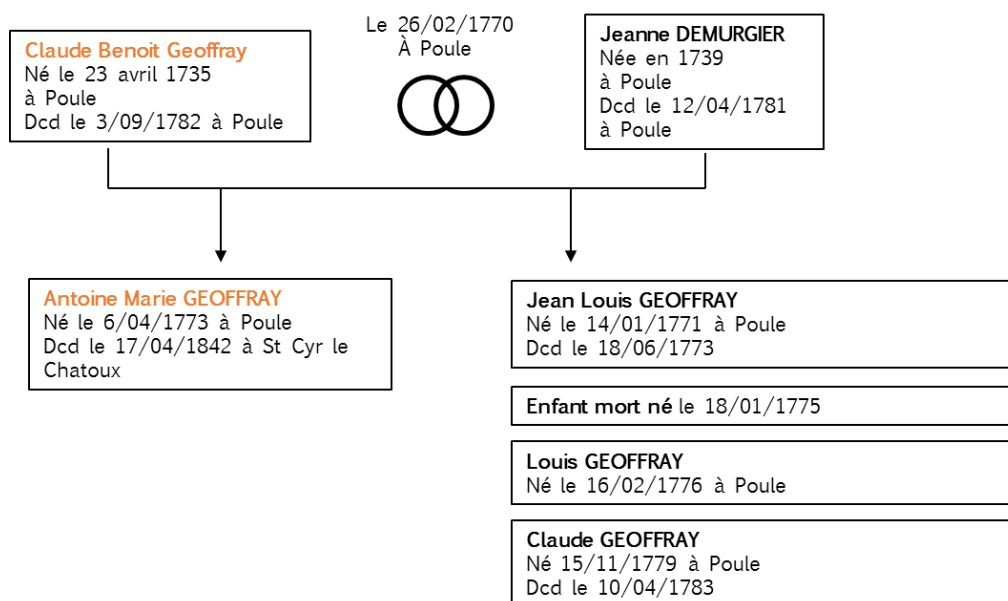 Claude Benoit Geoffray
Né le 23 avril 1735
à Poule
Dcd le 3/09/1782 à Poule
Le 26/02/1770
À Poule
Jeanne DEMURGIER
Née en 1739
à Poule
Dcd le 12/04/1781
à Poule
Antoine Marie GEOFFRAY
Né le 6/04/1773 à Poule
Dcd le 17/04/1842 à St Cyr le
Chatoux
Jean Louis GEOFFRAY
Né le 14/01/1771 à Poule
Dcd le 18/06/1773
Enfant mort né le 18/01/1775
Louis GEOFFRAY
Né le 16/02/1776 à Poule
Claude GEOFFRAY
Né 15/11/1779 à Poule
Dcd le 10/04/1783